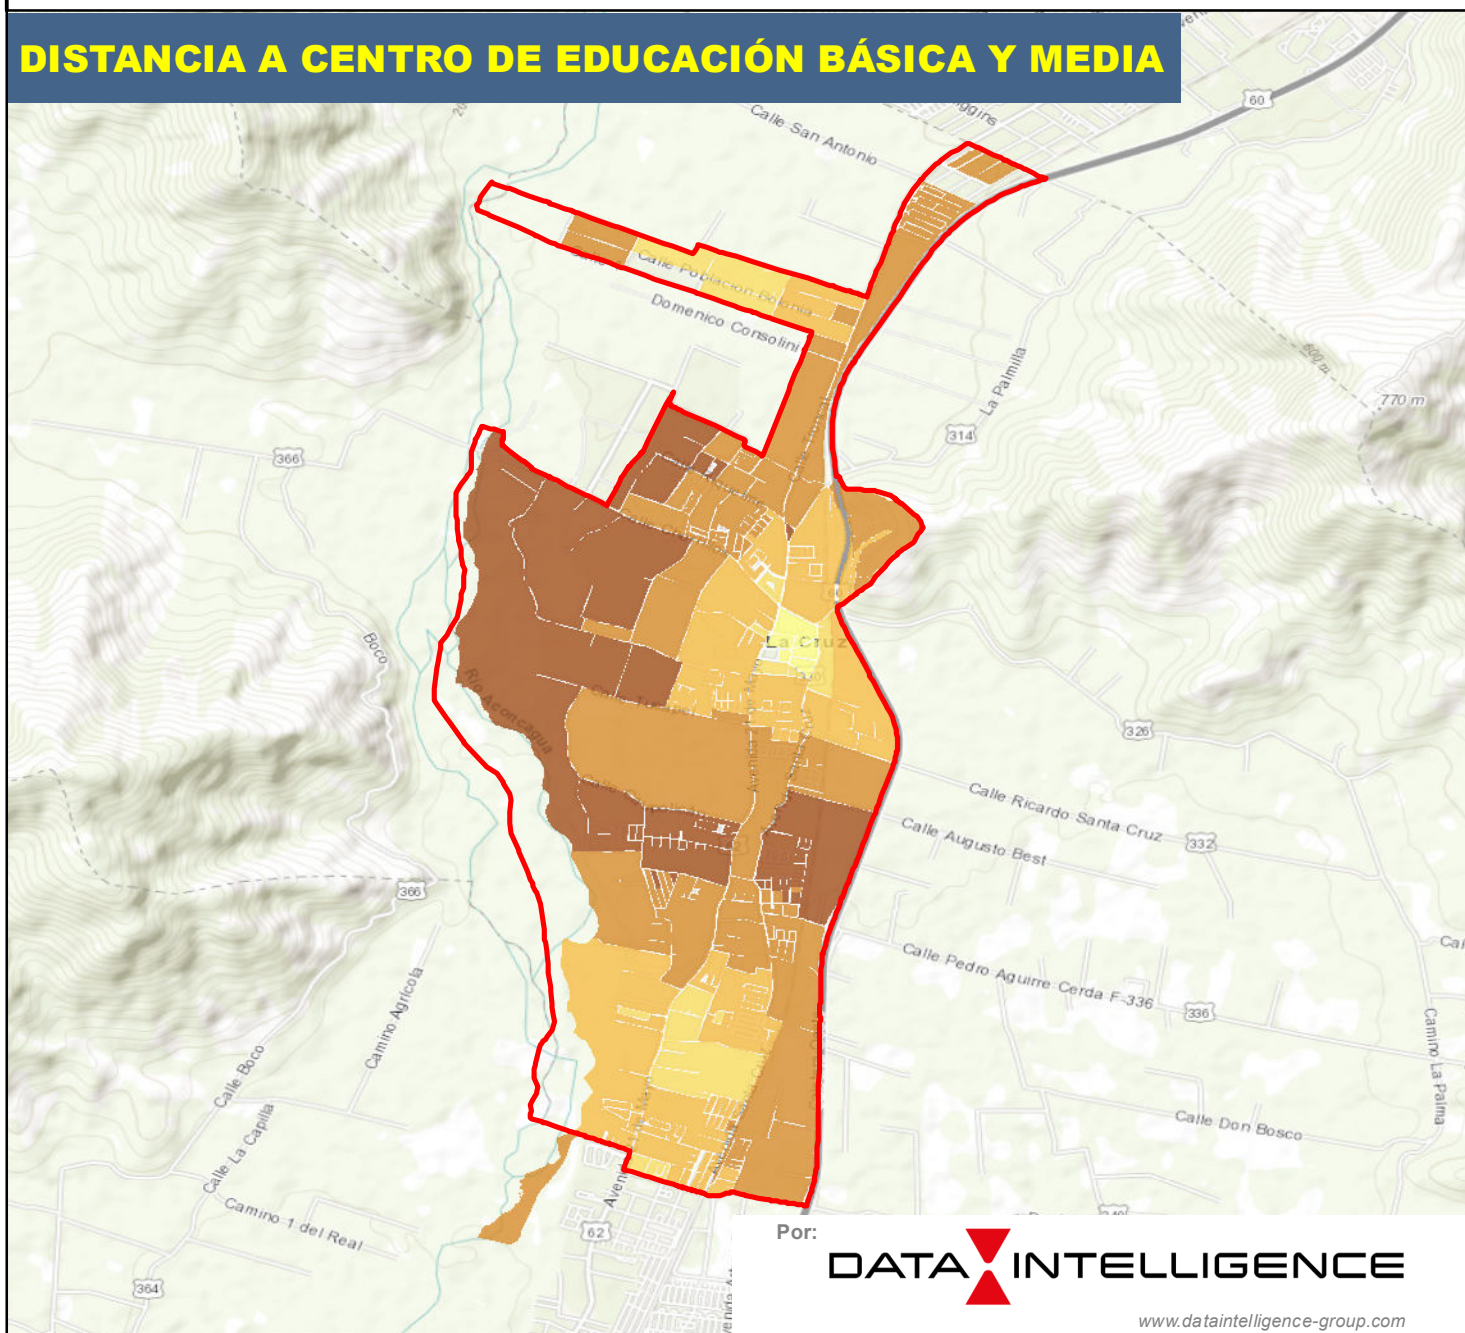 DISTANCIA A CENTRO DE EDUCACIÓN BÁSICA Y MEDIA
60
Calle San Antonio
Calle Población Bolonia
Domenico Consolini
600 m
La Palmilla
770 m
314
366
La Cruz
340
60
Boco
Río Aconcagua
326
Calle Ricardo Santa Cruz
332
Calle Augusto Best
366
Calle Pedro Aguirre Cerda F-336
336
Camino Agrícola
Calle Boco
Camino La Palma
Calle La Capilla
Calle Don Bosco
Camino 1 del Real
62
364
Por:
DATA INTELLIGENCE
www.dataintelligence-group.com